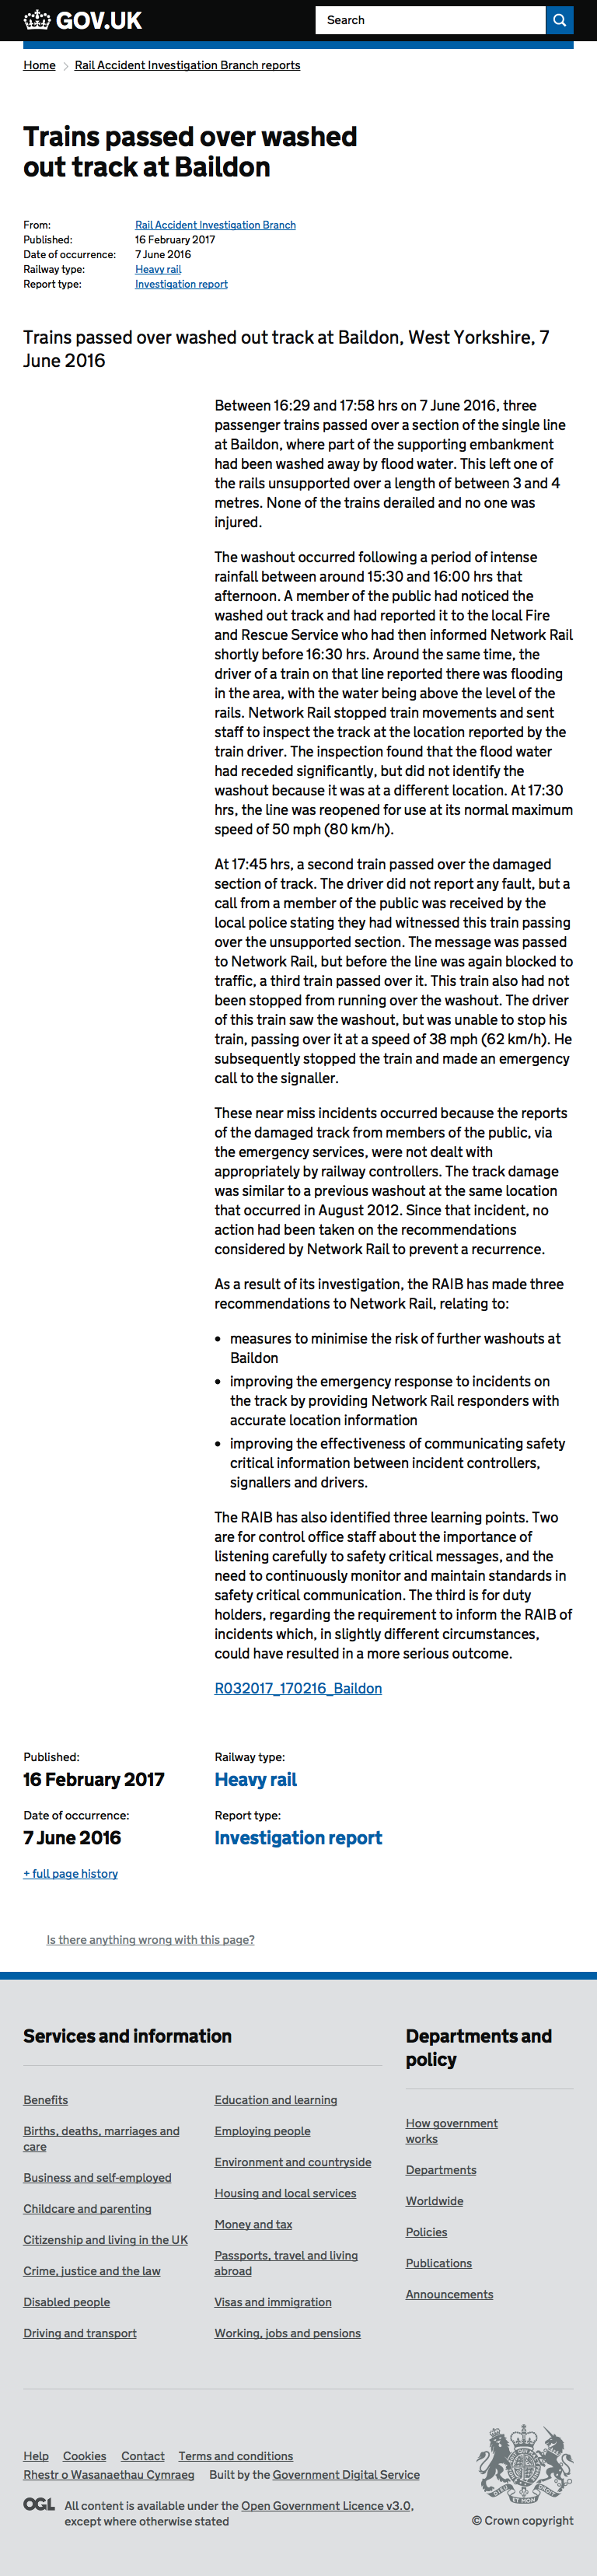 GOV.UK
Search
Home
Rail Accident Investigation Branch reports
Trains passed over washed
out track at Baildon
From: Rail Accident Investigation Branch
Published: 16 February 2017
Date of occurrence: 7 June 2016
Railway type: Heavy rail
Report type: Investigation report
Trains passed over washed out track at Baildon, West Yorkshire, 7
June 2016
Between 16:29 and 17:58 hrs on 7 June 2016, three
passenger trains passed over a section of the single line
at Baildon, where part of the supporting embankment
had been washed away by flood water. This left one of
the rails unsupported over a length of between 3 and 4
metres. None of the trains derailed and no one was
injured.
The washout occurred following a period of intense
rainfall between around 15:30 and 16:00 hrs that
afternoon. A member of the public had noticed the
washed out track and had reported it to the local Fire
and Rescue Service who had then informed Network Rail
shortly before 16:30 hrs. Around the same time, the
driver of a train on that line reported there was flooding
in the area, with the water being above the level of the
rails. Network Rail stopped train movements and sent
staff to inspect the track at the location reported by the
train driver. The inspection found that the flood water
had receded significantly, but did not identify the
washout because it was at a different location. At 17:30
hrs, the line was reopened for use at its normal maximum
speed of 50 mph (80 km/h).
At 17:45 hrs, a second train passed over the damaged
section of track. The driver did not report any fault, but a
call from a member of the public was received by the
local police stating they had witnessed this train passing
over the unsupported section. The message was passed
to Network Rail, but before the line was again blocked to
traffic, a third train passed over it. This train also had not
been stopped from running over the washout. The driver
of this train saw the washout, but was unable to stop his
train, passing over it at a speed of 38 mph (62 km/h). He
subsequently stopped the train and made an emergency
call to the signaller.
These near miss incidents occurred because the reports
of the damaged track from members of the public, via
the emergency services, were not dealt with
appropriately by railway controllers. The track damage
was similar to a previous washout at the same location
that occurred in August 2012. Since that incident, no
action had been taken on the recommendations
considered by Network Rail to prevent a recurrence.
As a result of its investigation, the RAIB has made three
recommendations to Network Rail, relating to:
• measures to minimise the risk of further washouts at
Baildon
• improving the emergency response to incidents on
the track by providing Network Rail responders with
accurate location information
• improving the effectiveness of communicating safety
critical information between incident controllers,
signallers and drivers.
The RAIB has also identified three learning points. Two
are for control office staff about the importance of
listening carefully to safety critical messages, and the
need to continuously monitor and maintain standards in
safety critical communication. The third is for duty
holders, regarding the requirement to inform the RAIB of
incidents which, in slightly different circumstances,
could have resulted in a more serious outcome.
R032017_170216_Baildon
Published:
16 February 2017
Railway type:
Heavy rail
Date of occurrence:
7 June 2016
Report type:
Investigation report
+ full page history
Is there anything wrong with this page?
Services and information
Benefits
Births, deaths, marriages and
care
Business and self-employed
Childcare and parenting
Citizenship and living in the UK
Crime, justice and the law
Disabled people
Driving and transport
Education and learning
Employing people
Environment and countryside
Housing and local services
Money and tax
Passports, travel and living
abroad
Visas and immigration
Working, jobs and pensions
Departments and
policy
How government
works
Departments
Worldwide
Policies
Publications
Announcements
Help Cookies Contact Terms and conditions
Rhestr o Wasanaethau Cymraeg Built by the Government Digital Service
OGL All content is available under the Open Government Licence v3.0,
except where otherwise stated
© Crown copyright